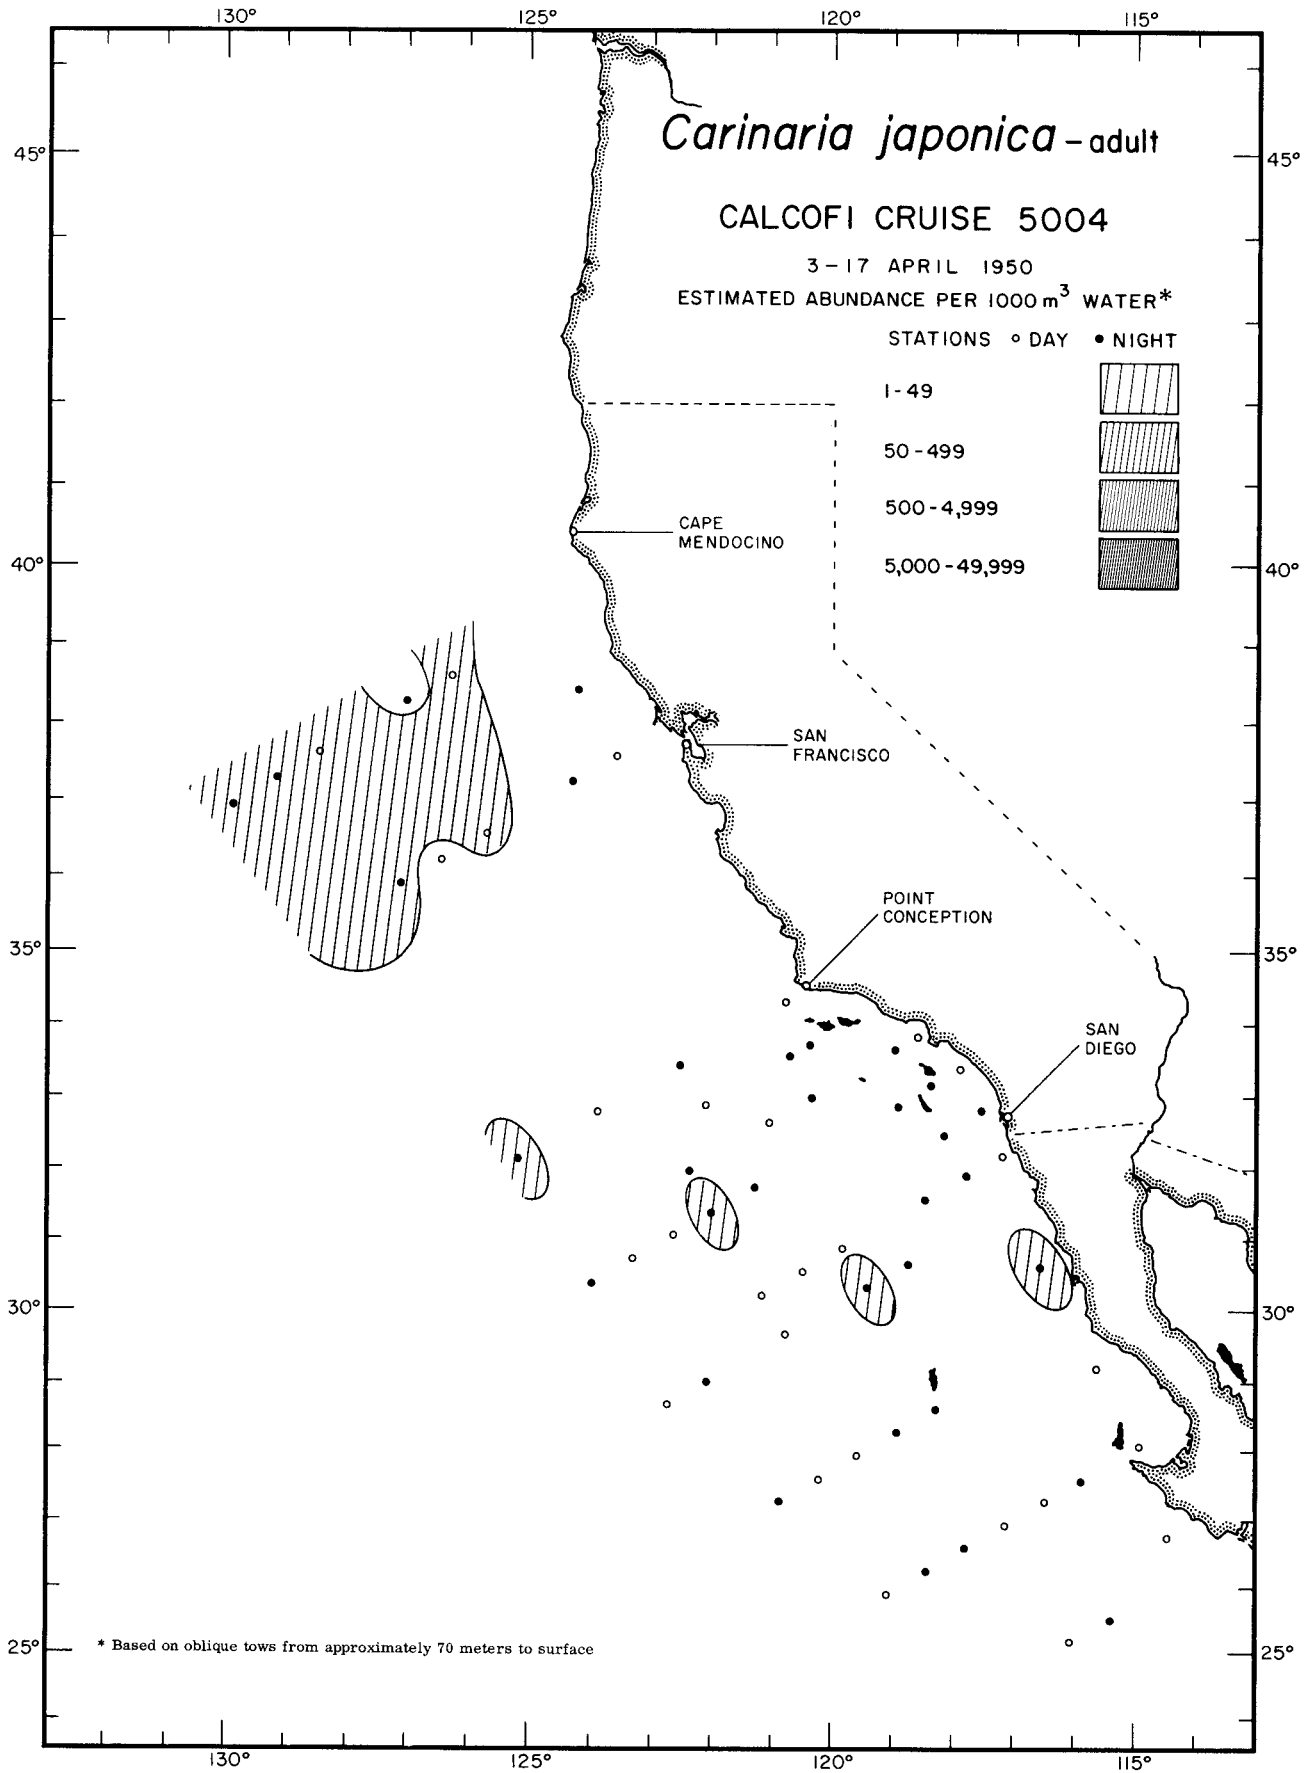 130° 125° 120° 115°
Carinaria japonica – adult
45° 45°
CALCOFI CRUISE 5004
3 – 17 APRIL 1950
ESTIMATED ABUNDANCE PER 1000 m³ WATER*
STATIONS ○ DAY ● NIGHT
1 - 49
50 - 499
500 - 4,999
5,000 - 49,999
CAPE
MENDOCINO
40° 40°
SAN
FRANCISCO
POINT
CONCEPTION
35° 35°
SAN
DIEGO
30° 30°
25° 25°
* Based on oblique tows from approximately 70 meters to surface
130° 125° 120° 115°